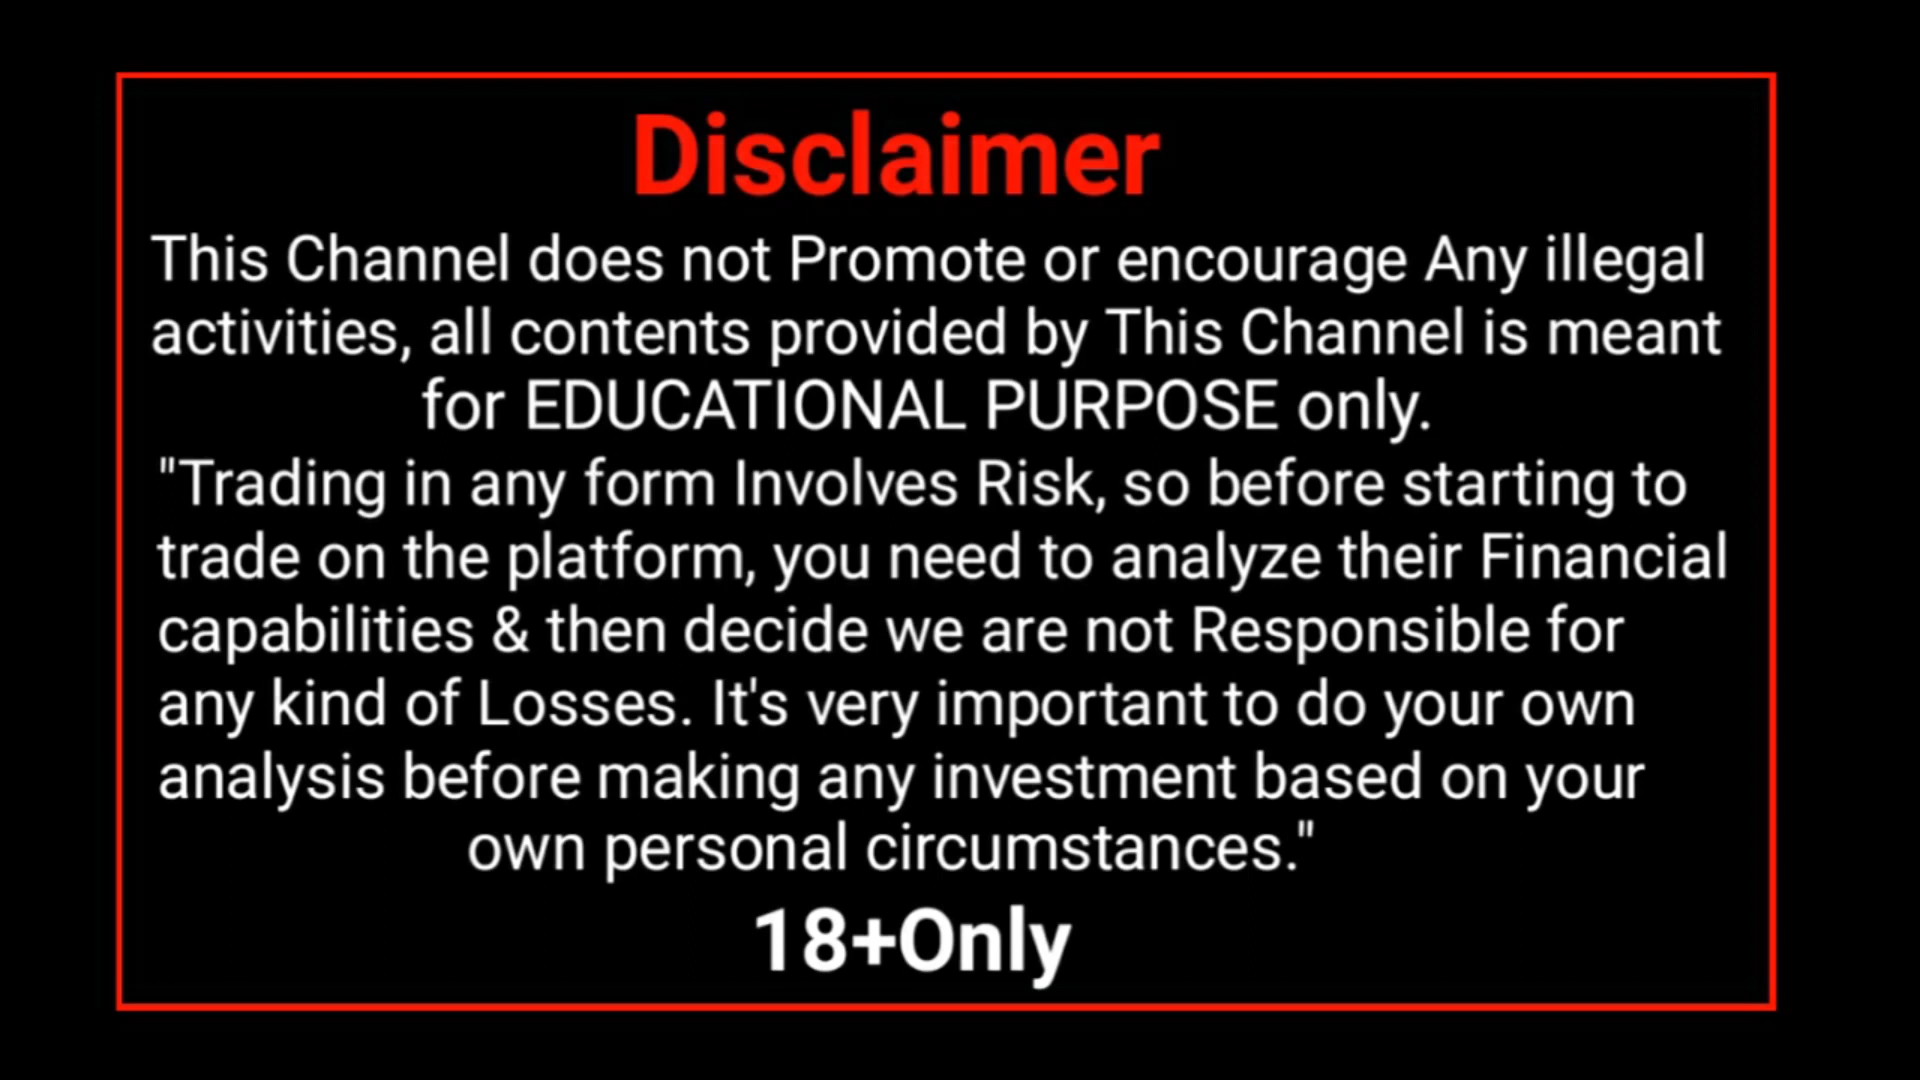 Disclaimer
This Channel does not Promote or encourage Any illegal
activities, all contents provided by This Channel is meant
for EDUCATIONAL PURPOSE only.
"Trading in any form Involves Risk, so before starting to
trade on the platform, you need to analyze their Financial
capabilities & then decide we are not Responsible for
any kind of Losses. It's very important to do your own
analysis before making any investment based on your
own personal circumstances."
18+Only